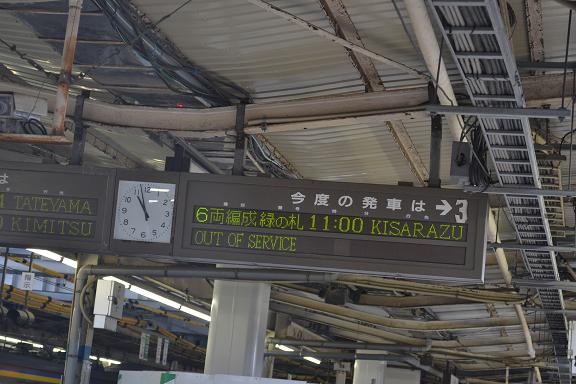 TATEYAMA
KIMITSU
今度の発車は→3
6両編成 緑の札 11:00 KISARAZU
OUT OF SERVICE